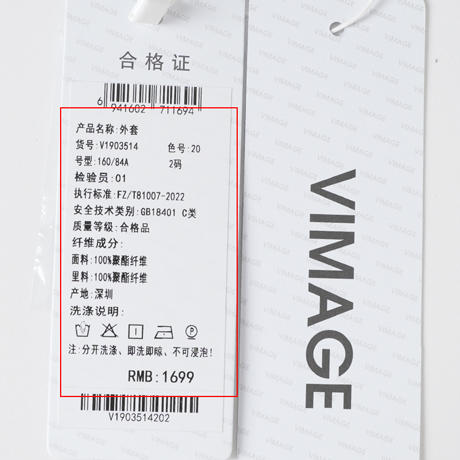 合格证
6 941602 711694
产品名称:外套
货号:V1903514 色号:20
号型:160/84A 2码
检验员:01
执行标准:FZ/T81007-2022
安全技术类别:GB18401 C类
质量等级:合格品
纤维成分:
面料:100%聚酯纤维
里料:100%聚酯纤维
产地:深圳
洗涤说明:
P
注:分开洗涤、即洗即晾、不可浸泡!
RMB:1699
V1903514202
VIMAGE